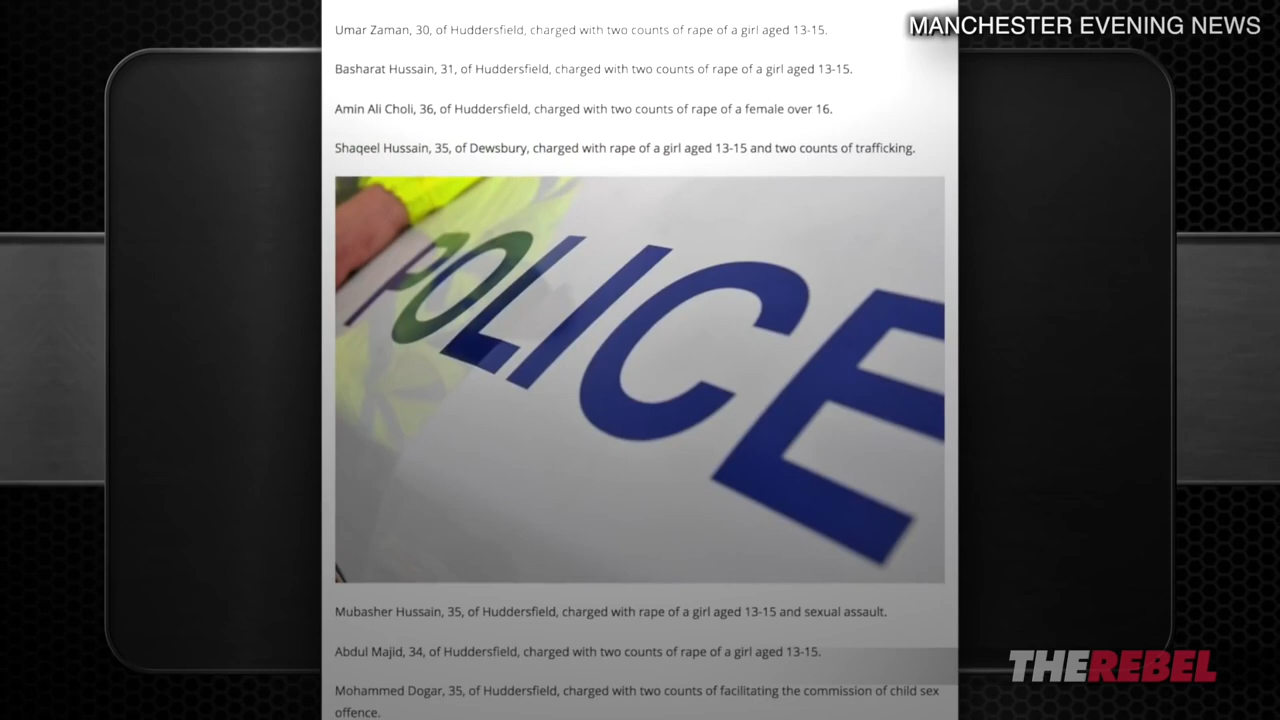 MANCHESTER EVENING NEWS
Umar Zaman, 30, of Huddersfield, charged with two counts of rape of a girl aged 13-15.
Basharat Hussain, 31, of Huddersfield, charged with two counts of rape of a girl aged 13-15.
Amin Ali Choli, 36, of Huddersfield, charged with two counts of rape of a female over 16.
Shaqeel Hussain, 35, of Dewsbury, charged with rape of a girl aged 13-15 and two counts of trafficking.
POLICE
Mubasher Hussain, 35, of Huddersfield, charged with rape of a girl aged 13-15 and sexual assault.
Abdul Majid, 34, of Huddersfield, charged with two counts of rape of a girl aged 13-15.
Mohammed Dogar, 35, of Huddersfield, charged with two counts of facilitating the commission of child sex
offence.
THEREBEL